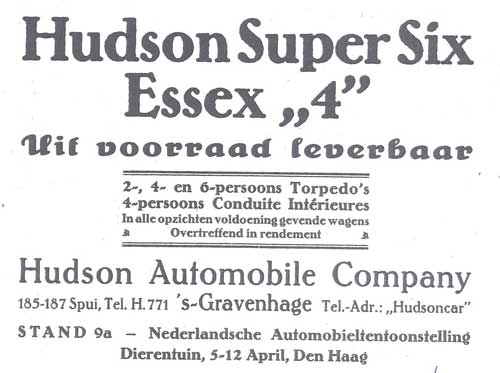 Hudson Super Six
Essex „4”
Uit voorraad leverbaar
2-, 4- en 6-persoons Torpedo's
4-persoons Conduite Intérieures
In alle opzichten voldoening gevende wagens
Overtreffend in rendement
Hudson Automobile Company
185-187 Spui, Tel. H. 771 's-Gravenhage Tel.-Adr.: „Hudsoncar”
STAND 9a – Nederlandsche Automobieltentoonstelling
Dierentuin, 5-12 April, Den Haag